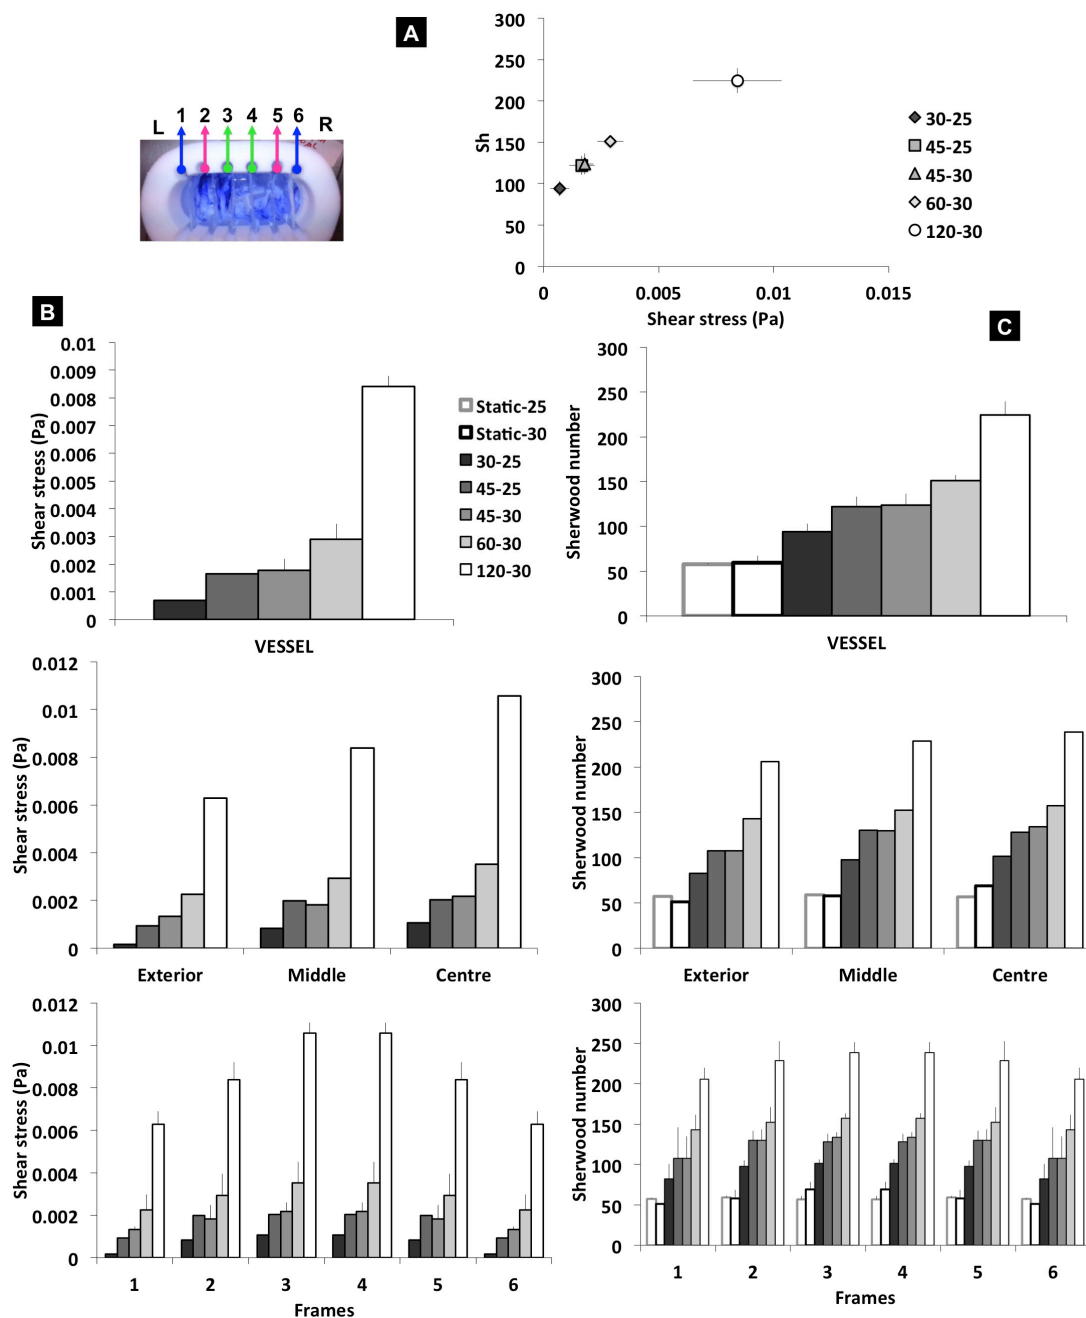 A
L 1 2 3 4 5 6 R
Sh
300
250
200
150
100
50
0
0 0.005 0.01 0.015
Shear stress (Pa)
30-25
45-25
45-30
60-30
120-30
B
Shear stress (Pa)
0.01
0.009
0.008
0.007
0.006
0.005
0.004
0.003
0.002
0.001
0
VESSEL
Static-25
Static-30
30-25
45-25
45-30
60-30
120-30
C
Sherwood number
300
250
200
150
100
50
0
VESSEL
Shear stress (Pa)
0.012
0.01
0.008
0.006
0.004
0.002
0
Exterior Middle Centre
Sherwood number
300
250
200
150
100
50
0
Exterior Middle Centre
Shear stress (Pa)
0.012
0.01
0.008
0.006
0.004
0.002
0
1 2 3 4 5 6
Frames
Sherwood number
300
250
200
150
100
50
0
1 2 3 4 5 6
Frames